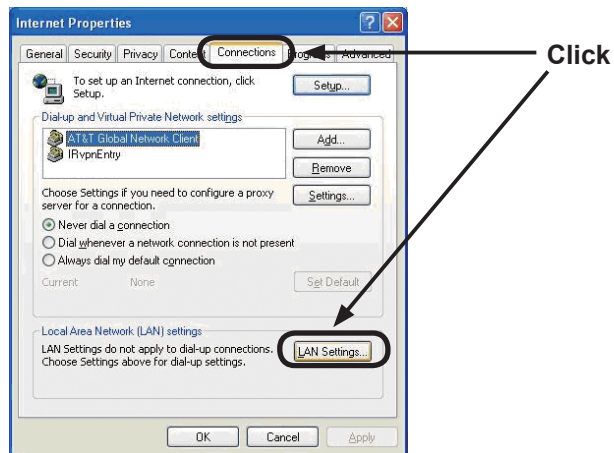 Internet Properties
General Security Privacy Content Connections Programs Advanced
Click
To set up an Internet connection, click
Setup.
Setup...
Dial-up and Virtual Private Network settings
AT&T Global Network Client
IRvpnEntry
Add...
Remove
Choose Settings if you need to configure a proxy
server for a connection.
Settings...
Never dial a connection
Dial whenever a network connection is not present
Always dial my default connection
Current None
Set Default
Local Area Network (LAN) settings
LAN Settings do not apply to dial-up connections.
Choose Settings above for dial-up settings.
LAN Settings...
OK Cancel Apply